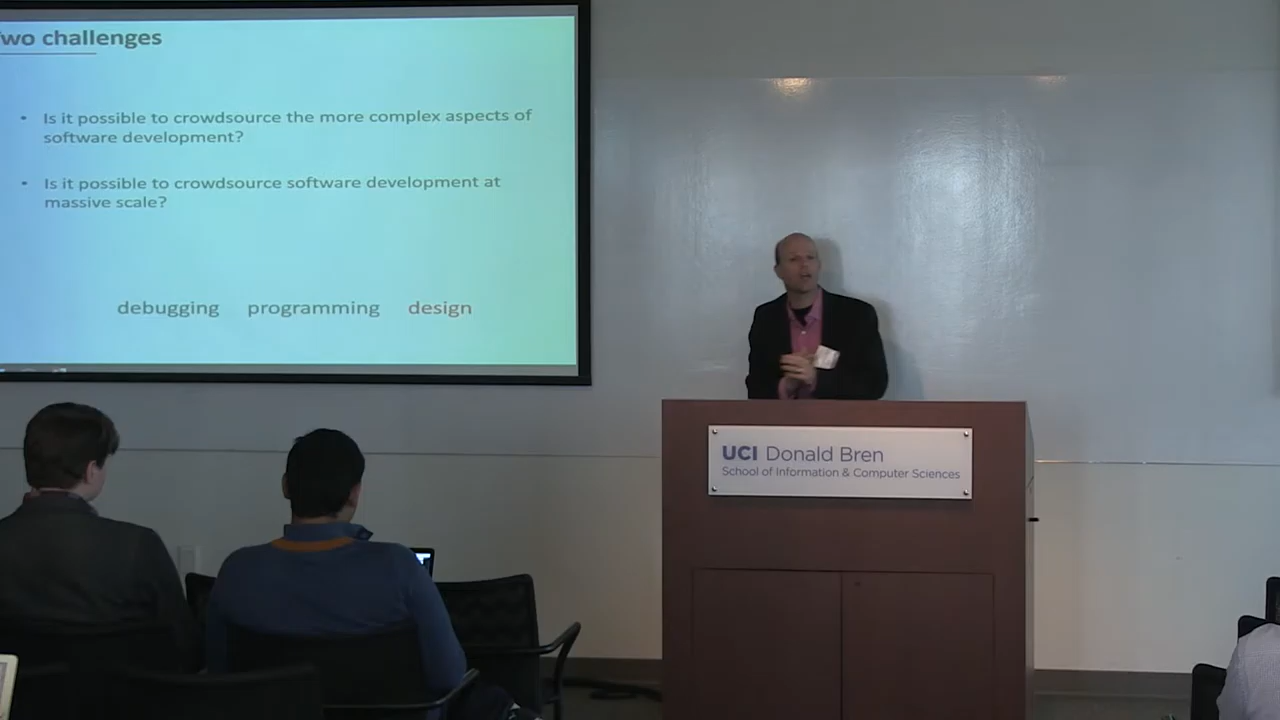 wo challenges
• Is it possible to crowdsource the more complex aspects of
software development?
• Is it possible to crowdsource software development at
massive scale?
debugging programming design
UCI Donald Bren
School of Information & Computer Sciences